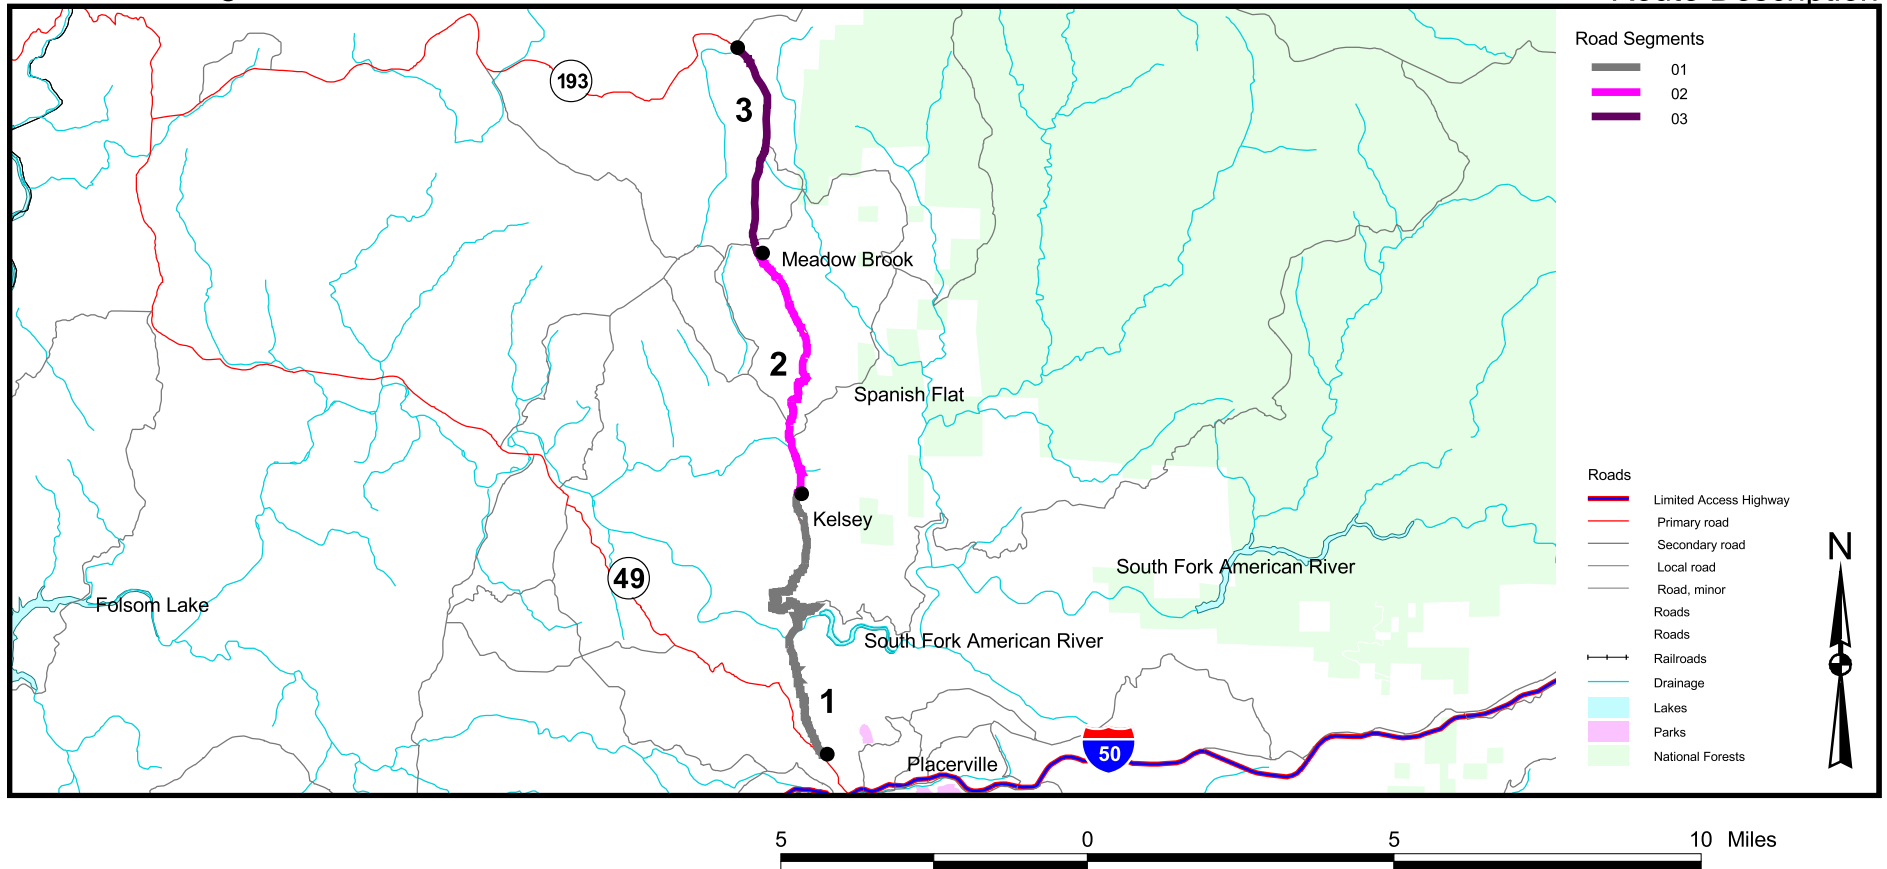 Route Description
Road Segments
01
02
03
193
3
Meadow Brook
2
Spanish Flat
Kelsey
49
South Fork American River
Folsom Lake
South Fork American River
1
50
Placerville
Roads
Limited Access Highway
Primary road
Secondary road
Local road
Road, minor
Roads
Roads
Railroads
Drainage
Lakes
Parks
National Forests
N
5 0 5 10 Miles